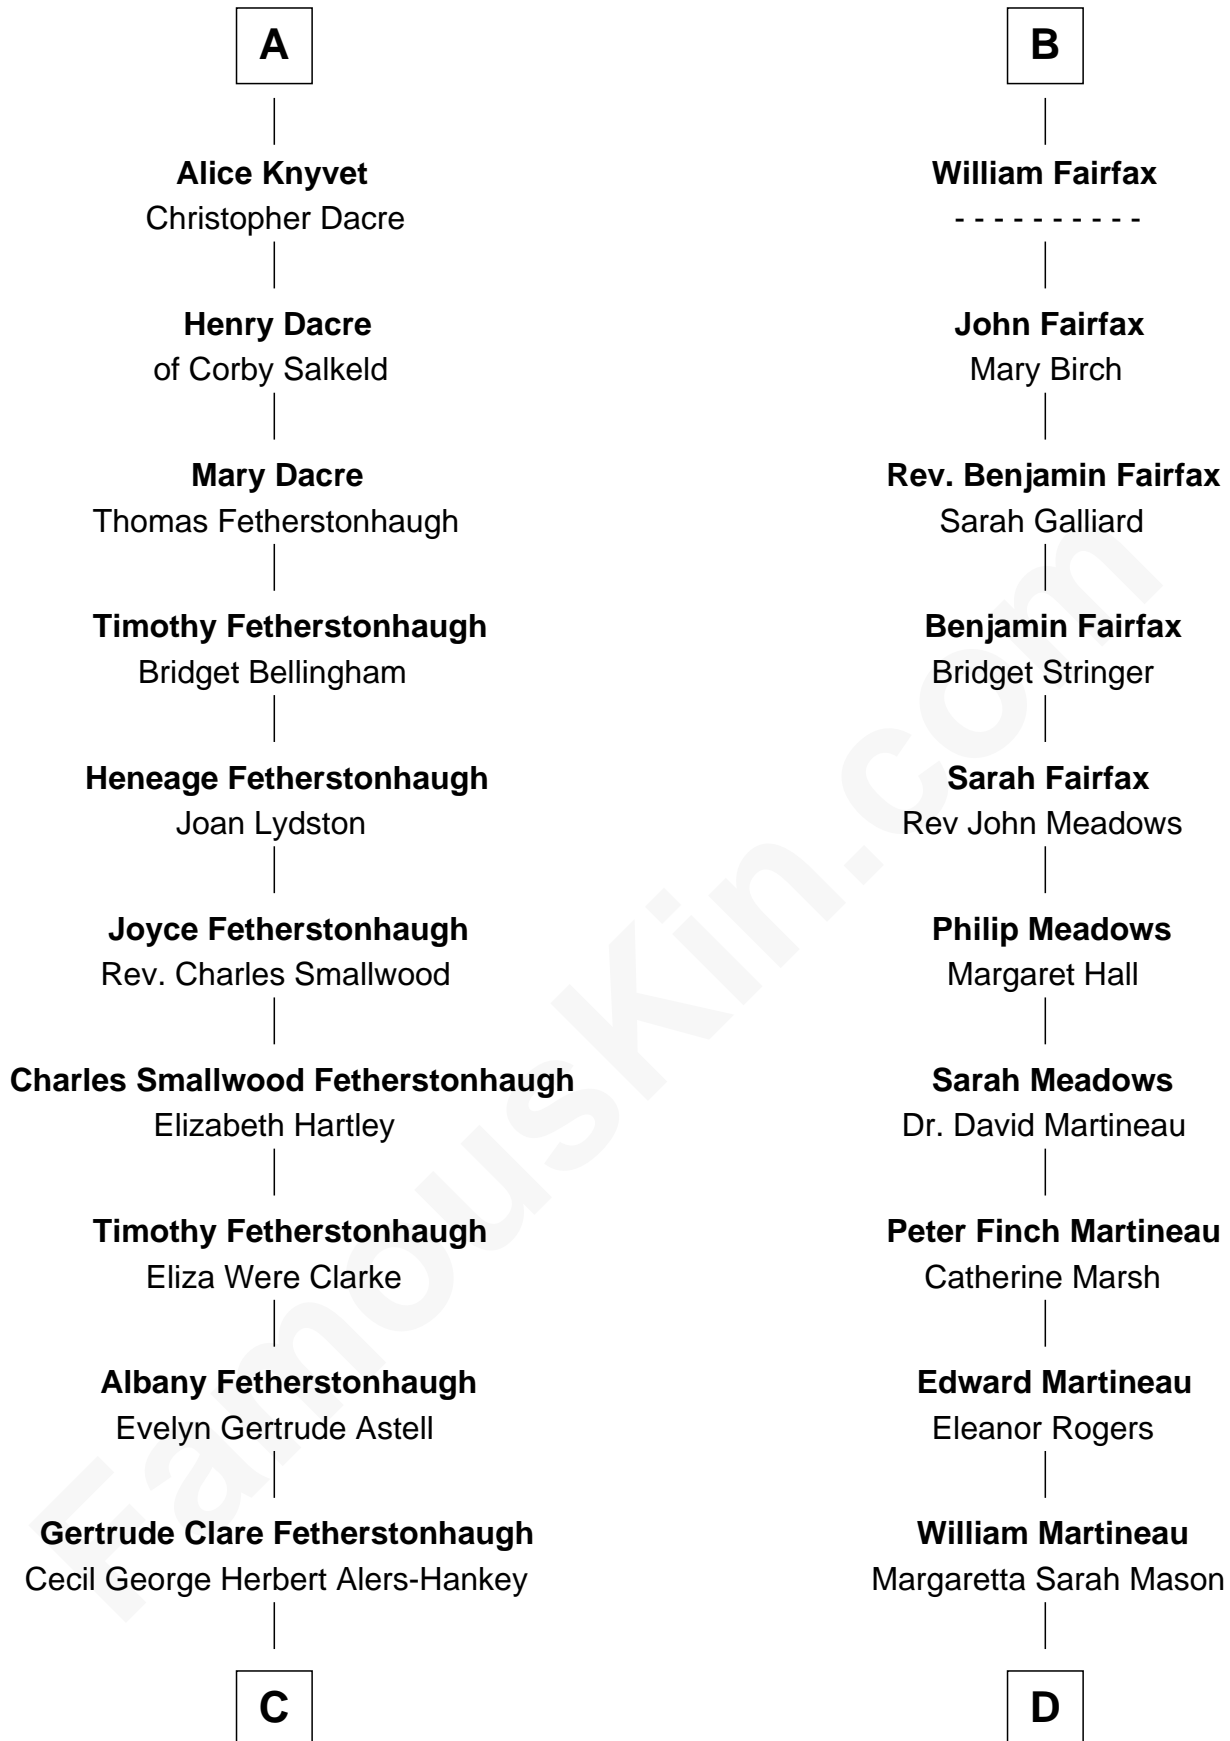 A
Alice Knyvet
Christopher Dacre
Henry Dacre
of Corby Salkeld
Mary Dacre
Thomas Fetherstonhaugh
Timothy Fetherstonhaugh
Bridget Bellingham
Heneage Fetherstonhaugh
Joan Lydston
Joyce Fetherstonhaugh
Rev. Charles Smallwood
Charles Smallwood Fetherstonhaugh
Elizabeth Hartley
Timothy Fetherstonhaugh
Eliza Were Clarke
Albany Fetherstonhaugh
Evelyn Gertrude Astell
Gertrude Clare Fetherstonhaugh
Cecil George Herbert Alers-Hankey
C
B
William Fairfax
- - - - - - - - - -
John Fairfax
Mary Birch
Rev. Benjamin Fairfax
Sarah Galliard
Benjamin Fairfax
Bridget Stringer
Sarah Fairfax
Rev John Meadows
Philip Meadows
Margaret Hall
Sarah Meadows
Dr. David Martineau
Peter Finch Martineau
Catherine Marsh
Edward Martineau
Eleanor Rogers
William Martineau
Margaretta Sarah Mason
D
FamousKin.com